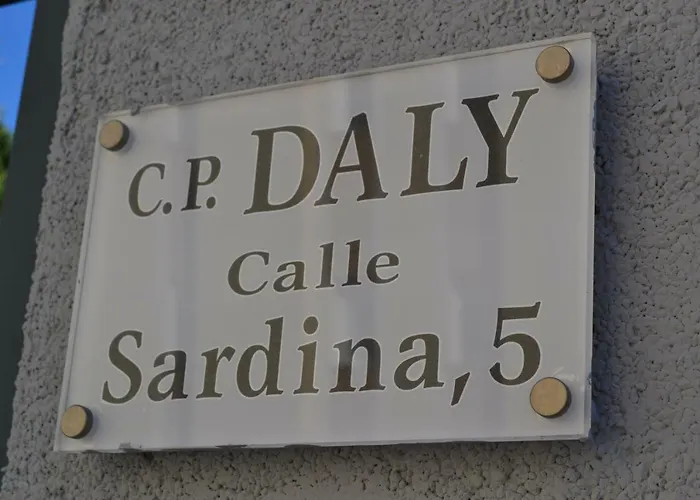 C.P. DALY
Calle
Sardina, 5